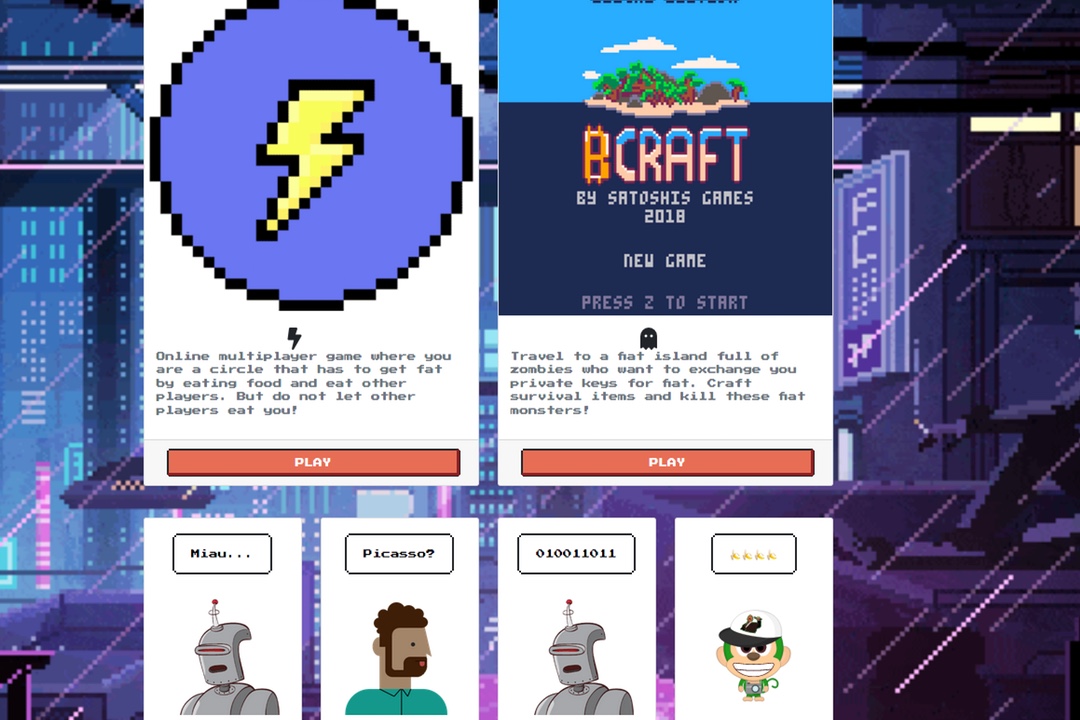 BCRAFT
BY SATOSHIS GAMES
2018
NEW GAME
PRESS Z TO START
Online multiplayer game where you
are a circle that has to get fat
by eating food and eat other
players. But do not let other
players eat you!
PLAY
Travel to a fiat island full of
zombies who want to exchange you
private keys for fiat. Craft
survival items and kill these fiat
monsters!
PLAY
Miau...
Picasso?
010011011